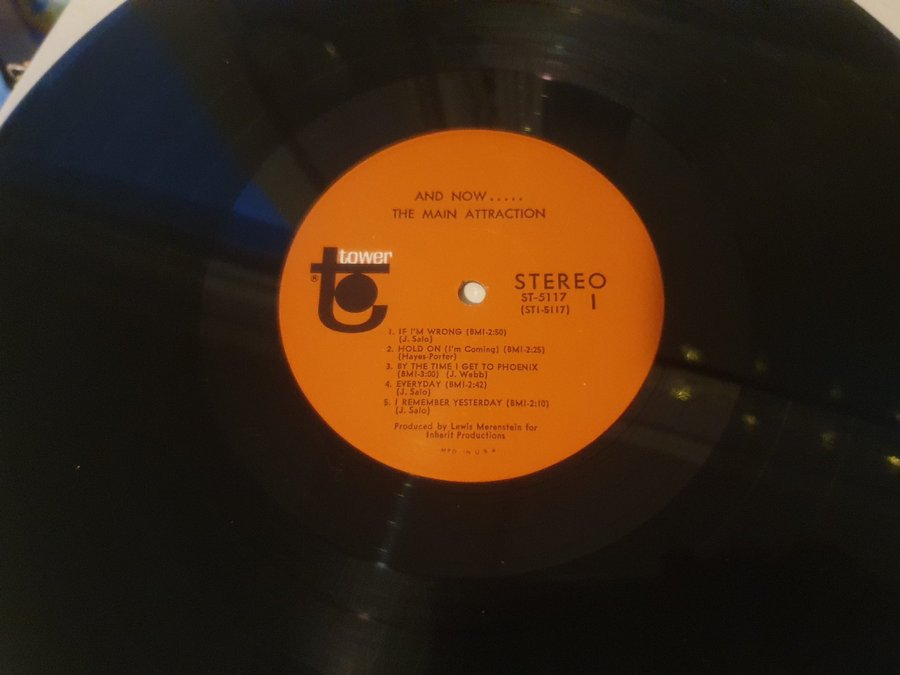 AND NOW.....
THE MAIN ATTRACTION
tower
®
STEREO
ST-5117 1
(ST1-5117)
1. IF I'M WRONG (BMI-2:50)
(J. Salo)
2. HOLD ON (I'm Coming) (BMI-2:25)
(Hayes-Porter)
3. BY THE TIME I GET TO PHOENIX
(BMI-3:00) (J. Webb)
4. EVERYDAY (BMI-2:42)
(J. Salo)
5. I REMEMBER YESTERDAY (BMI-2:10)
(J. Salo)
Produced by Lewis Merenstein for
Inherit Productions
MFD. IN U.S.A.